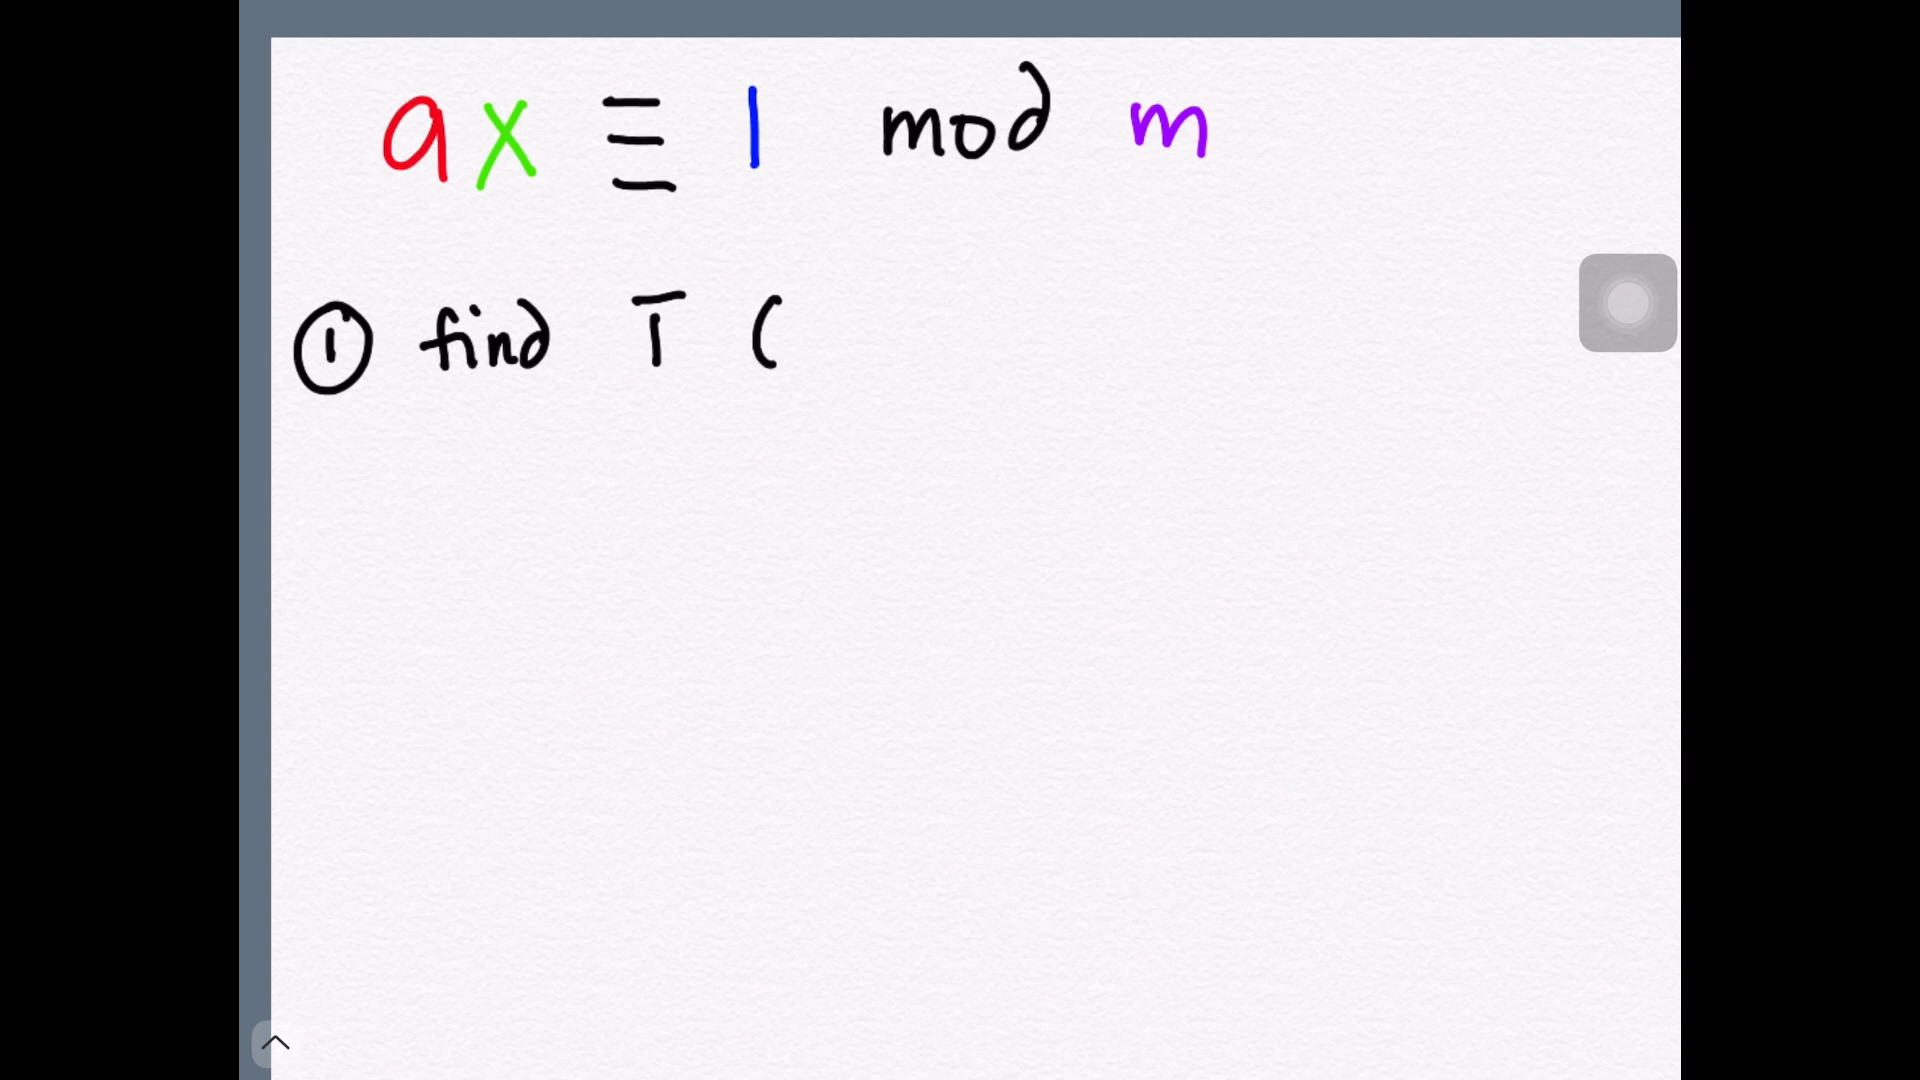 ax ≡ 1 mod m
① find T (